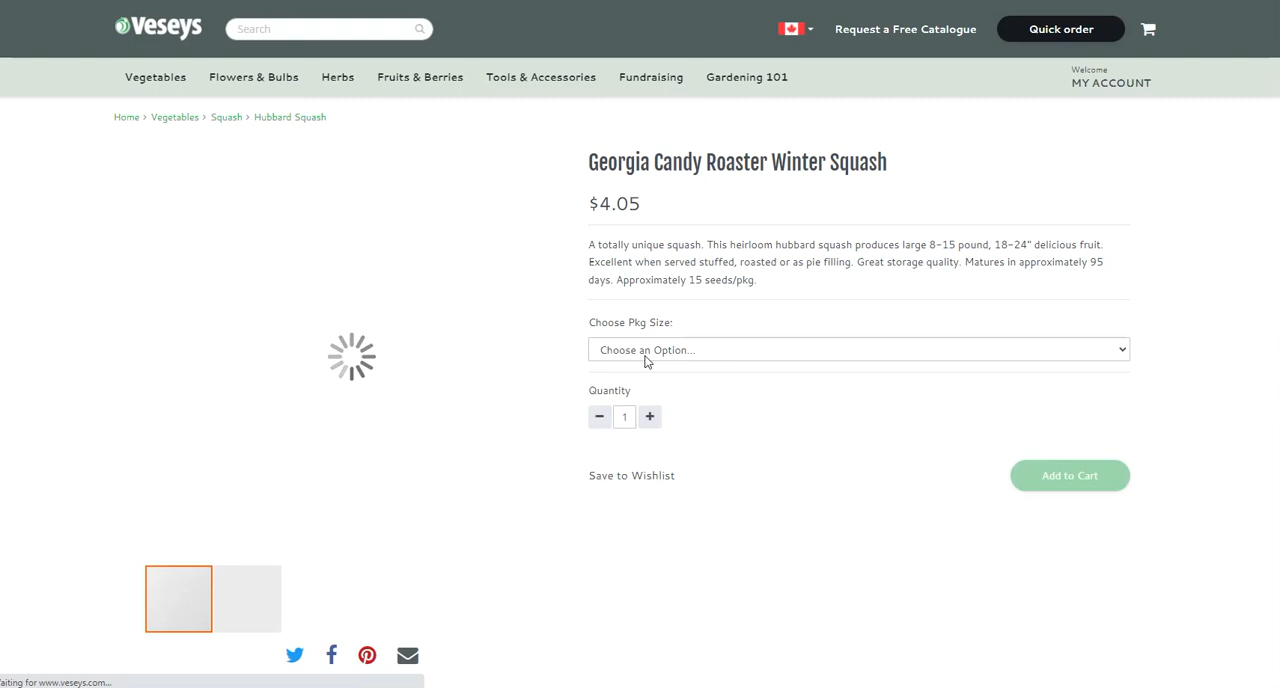 Veseys
Search
Request a Free Catalogue
Quick order
Vegetables
Flowers & Bulbs
Herbs
Fruits & Berries
Tools & Accessories
Fundraising
Gardening 101
Welcome
MY ACCOUNT
Home > Vegetables > Squash > Hubbard Squash
Georgia Candy Roaster Winter Squash
$4.05
A totally unique squash. This heirloom hubbard squash produces large 8-15 pound, 18-24" delicious fruit.
Excellent when served stuffed, roasted or as pie filling. Great storage quality. Matures in approximately 95
days. Approximately 15 seeds/pkg.
Choose Pkg Size:
Choose an Option...
Quantity
1
Save to Wishlist
Add to Cart
aiting for www.veseys.com...